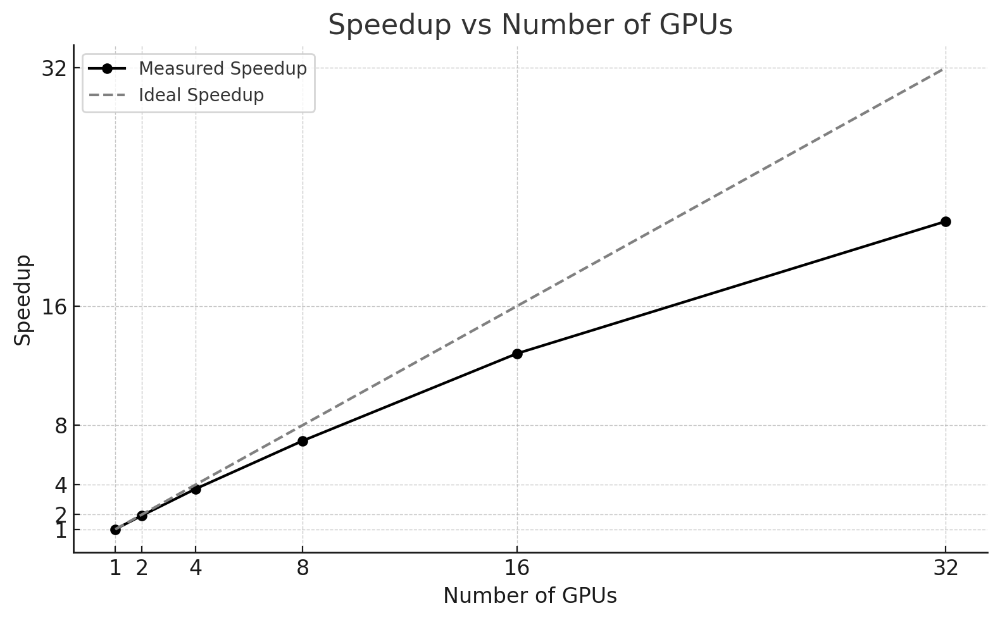 Speedup vs Number of GPUs
Measured Speedup
Ideal Speedup
Speedup
32
16
8
4
2
1
1 2 4 8 16 32
Number of GPUs